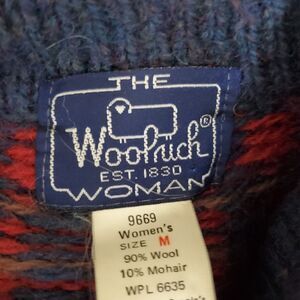 THE
Woolrich®
EST. 1830
WOMAN
9669
Women's
SIZE M
90% Wool
10% Mohair
WPL 6635